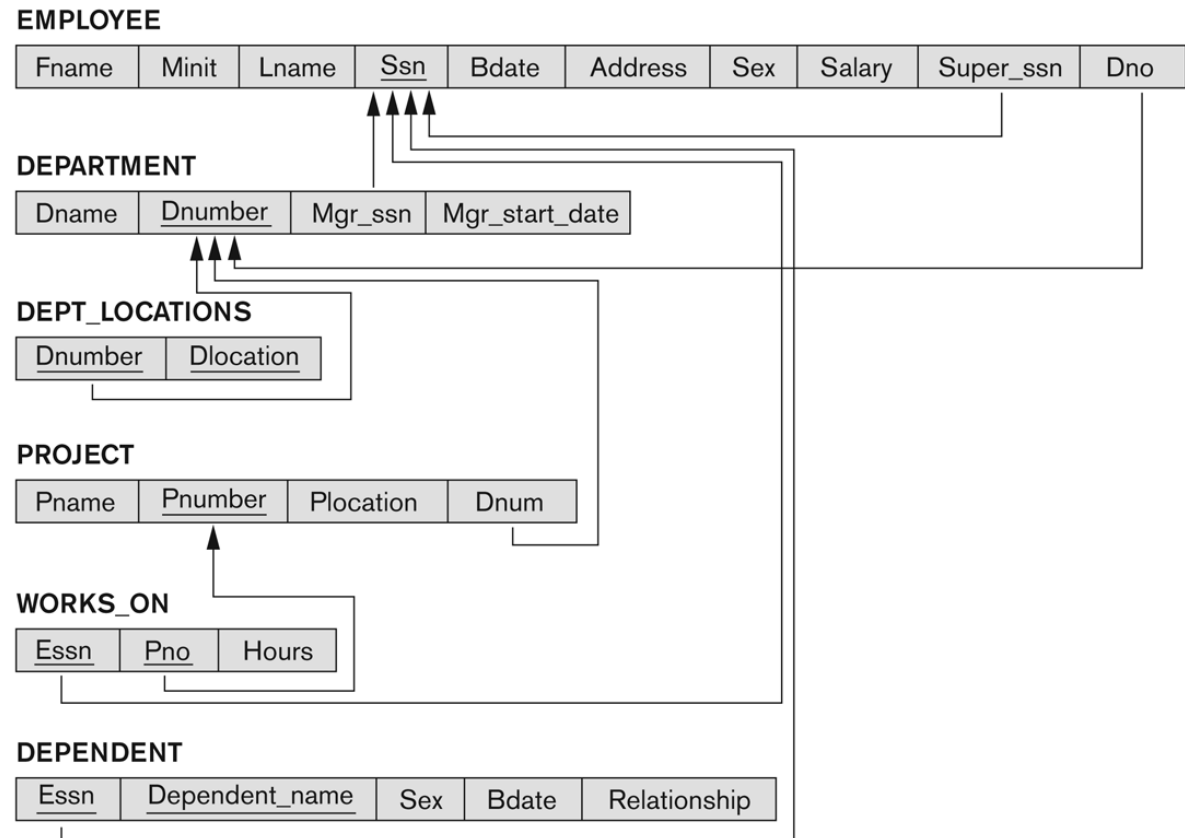 EMPLOYEE
Fname Minit Lname Ssn Bdate Address Sex Salary Super_ssn Dno
DEPARTMENT
Dname Dnumber Mgr_ssn Mgr_start_date
DEPT_LOCATIONS
Dnumber Dlocation
PROJECT
Pname Pnumber Plocation Dnum
WORKS_ON
Essn Pno Hours
DEPENDENT
Essn Dependent_name Sex Bdate Relationship